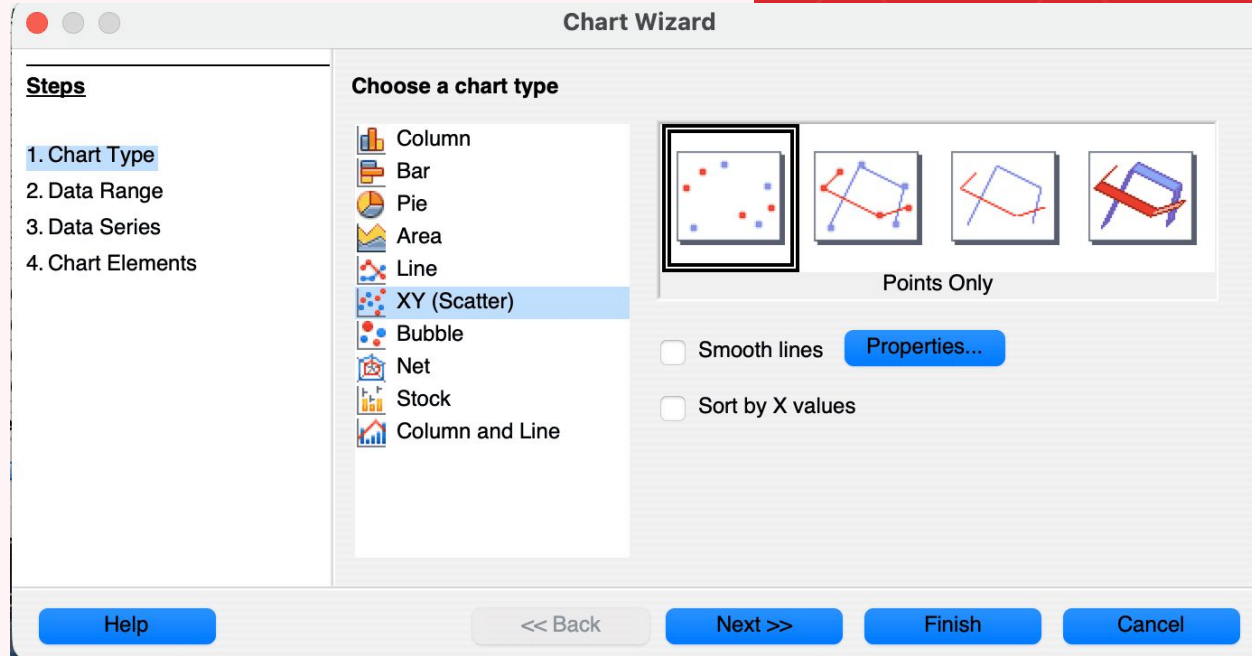 Chart Wizard
Steps
1. Chart Type
2. Data Range
3. Data Series
4. Chart Elements
Choose a chart type
Column
Bar
Pie
Area
Line
XY (Scatter)
Bubble
Net
Stock
Column and Line
Points Only
Smooth lines
Properties...
Sort by X values
Help
<< Back
Next >>
Finish
Cancel